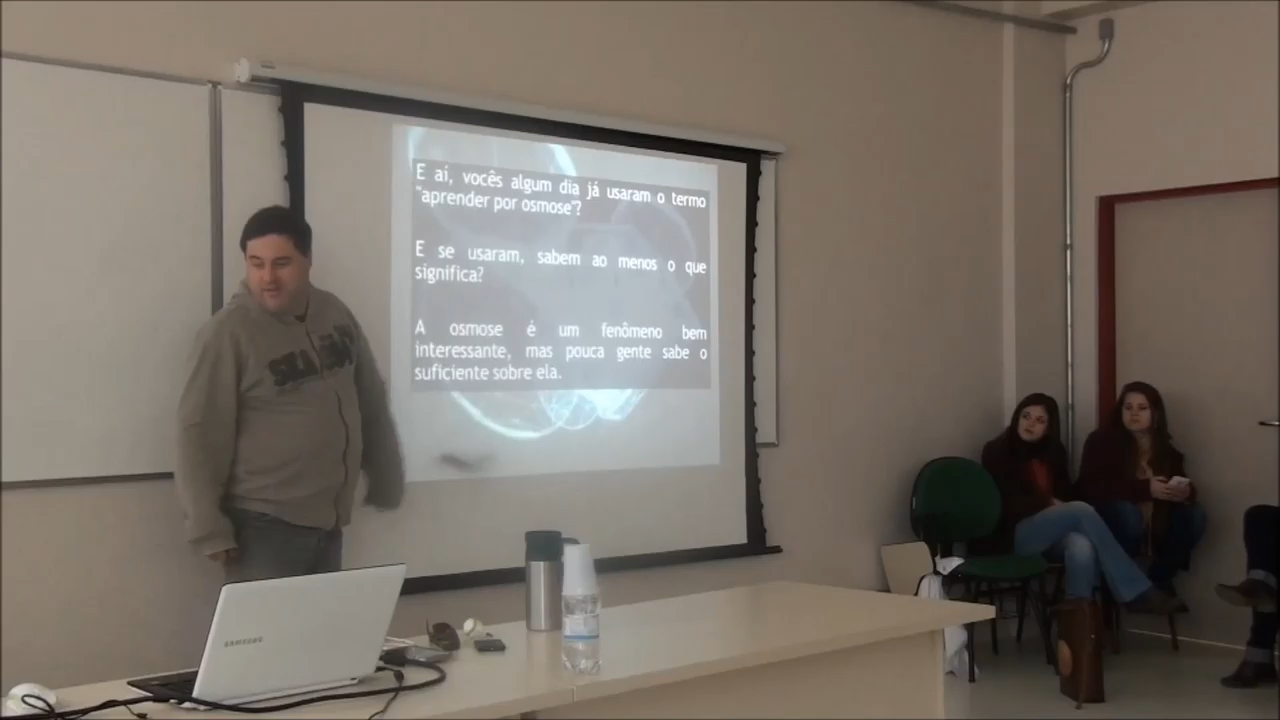 E ai, vocês algum dia já usaram o termo
"aprender por osmose"?
E se usaram, sabem ao menos o que
significa?
A osmose é um fenômeno bem
interessante, mas pouca gente sabe o
suficiente sobre ela.
SAMSUNG